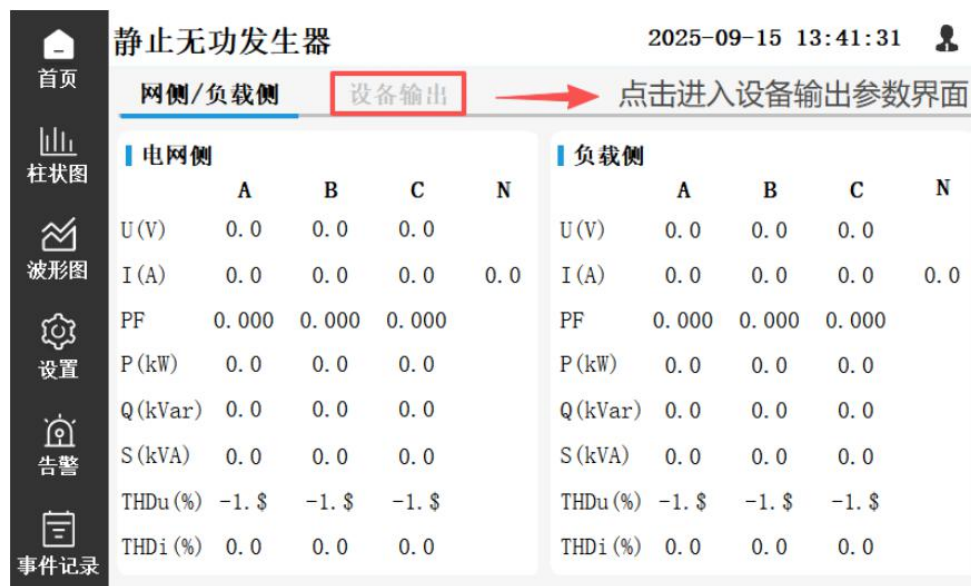 静止无功发生器 2025-09-15 13:41:31
首页
柱状图
波形图
设置
告警
事件记录
网侧/负载侧 设备输出 点击进入设备输出参数界面
电网侧
A B C N
U(V) 0.0 0.0 0.0
I(A) 0.0 0.0 0.0 0.0
PF 0.000 0.000 0.000
P(kW) 0.0 0.0 0.0
Q(kVar) 0.0 0.0 0.0
S(kVA) 0.0 0.0 0.0
THDu(%) -1.$ -1.$ -1.$
THDi(%) 0.0 0.0 0.0
负载侧
A B C N
U(V) 0.0 0.0 0.0
I(A) 0.0 0.0 0.0 0.0
PF 0.000 0.000 0.000
P(kW) 0.0 0.0 0.0
Q(kVar) 0.0 0.0 0.0
S(kVA) 0.0 0.0 0.0
THDu(%) -1.$ -1.$ -1.$
THDi(%) 0.0 0.0 0.0